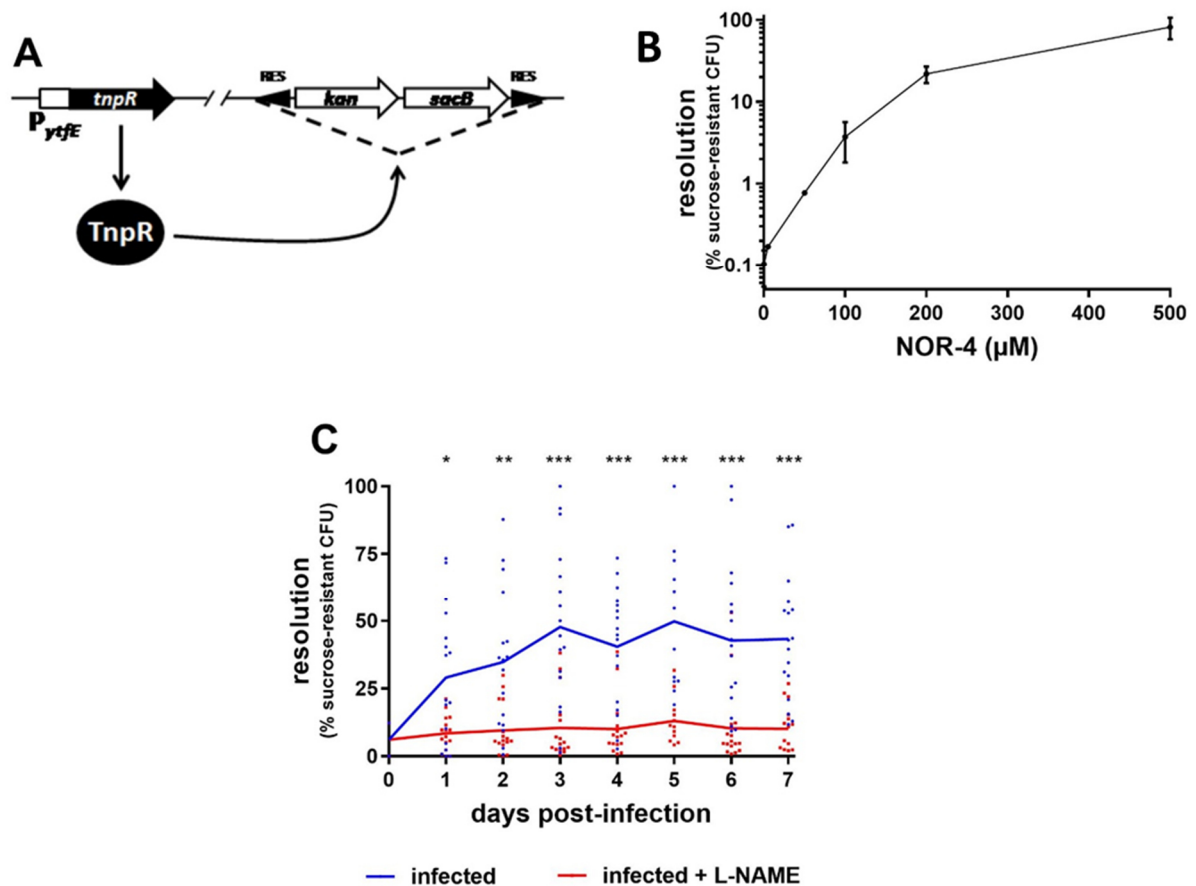 A
tnpR
P ytfE
TnpR
RES
kan
sacB
RES
B
resolution
(% sucrose-resistant CFU)
100
10
1
0.1
0
100
200
300
400
500
NOR-4 (µM)
C
* ** *** *** *** *** ***
resolution
(% sucrose-resistant CFU)
100
75
50
25
0
0 1 2 3 4 5 6 7
days post-infection
infected
infected + L-NAME